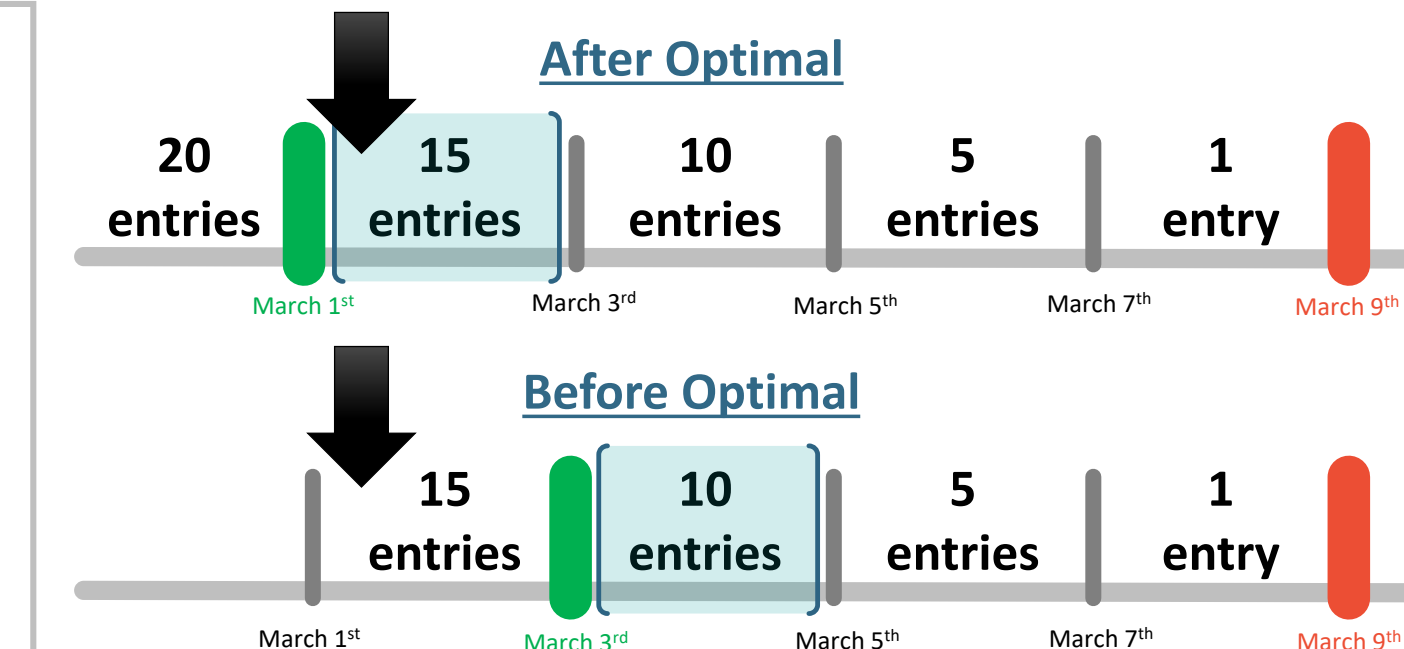 After Optimal
20 15 10 5 1
entries entries entries entries entry
March 1st March 3rd March 5th March 7th March 9th
Before Optimal
15 10 5 1
entries entries entries entry
March 1st March 3rd March 5th March 7th March 9th